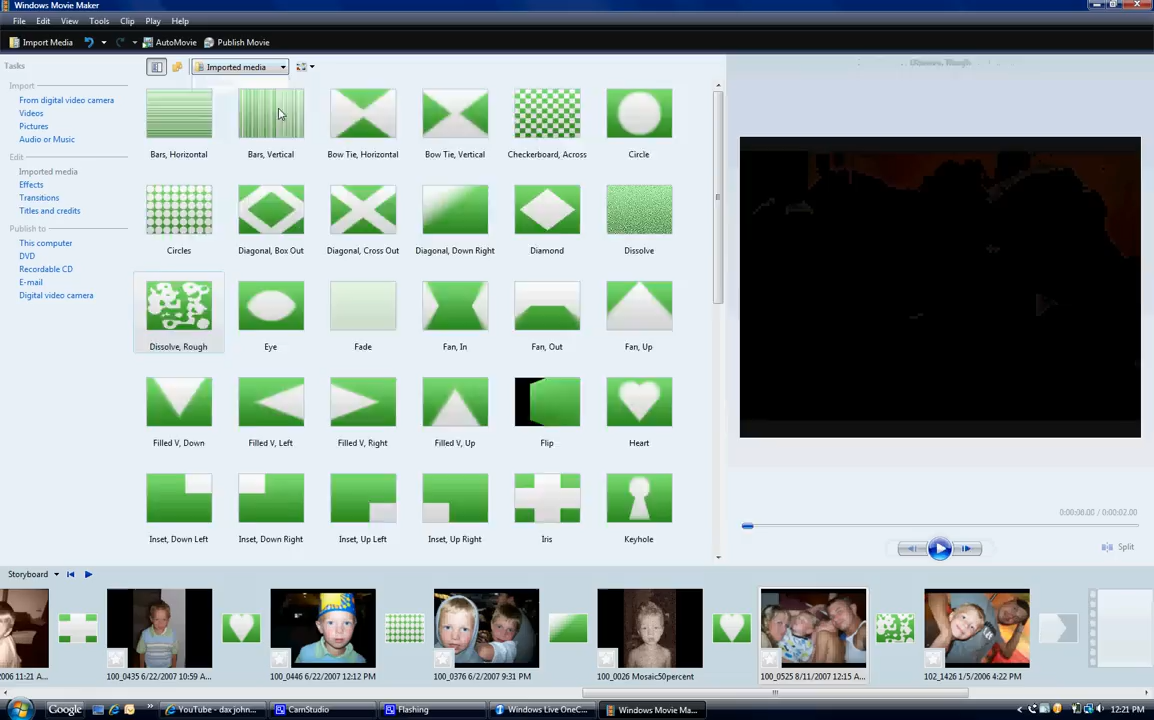 Windows Movie Maker
File Edit View Tools Clip Play Help
Import Media AutoMovie Publish Movie
Tasks
Imported media
Import
From digital video camera
Videos
Pictures
Audio or Music
Edit
Imported media
Effects
Transitions
Titles and credits
Publish to
This computer
DVD
Recordable CD
E-mail
Digital video camera
Bars, Horizontal Bars, Vertical Bow Tie, Horizontal Bow Tie, Vertical Checkerboard, Across Circle
Circles Diagonal, Box Out Diagonal, Cross Out Diagonal, Down Right Diamond Dissolve
Dissolve, Rough Eye Fade Fan, In Fan, Out Fan, Up
Filled V, Down Filled V, Left Filled V, Right Filled V, Up Flip Heart
Inset, Down Left Inset, Down Right Inset, Up Left Inset, Up Right Iris Keyhole
Dissolve, Rough
0:00:00.00 / 0:00:02.00
Split
Storyboard
2006 11:21 A... 100_0435 6/22/2007 10:59 A... 100_0446 6/22/2007 12:12 PM 100_0376 6/2/2007 9:31 PM 100_0026 Mosaic50percent 100_0525 8/11/2007 12:15 A... 102_1426 1/5/2006 4:22 PM
Google YouTube - dax john... CamStudio Flashing Windows Live OneC... Windows Movie Ma... 12:21 PM